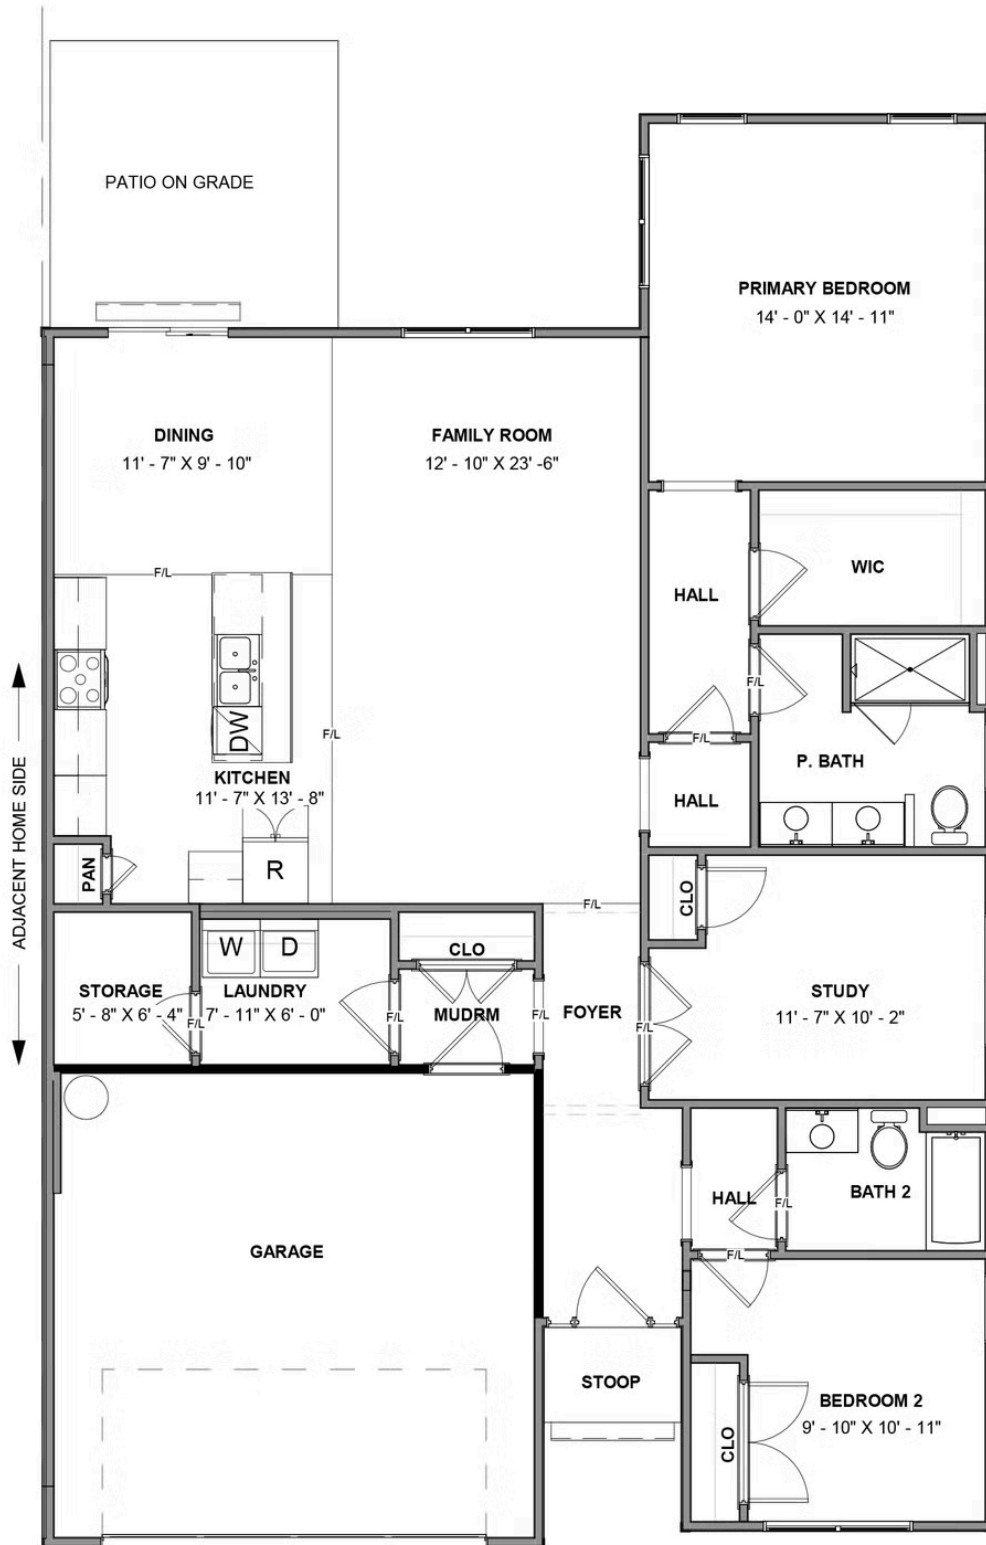 PATIO ON GRADE
PRIMARY BEDROOM
14' - 0" X 14' - 11"
DINING
11' - 7" X 9' - 10"
FAMILY ROOM
12' - 10" X 23' -6"
F/L
HALL
WIC
F/L
F/L
F/L
DW
KITCHEN
11' - 7" X 13' - 8"
P. BATH
HALL
ADJACENT HOME SIDE
PAN
R
CLO
F/L
W
D
CLO
STORAGE
5' - 8" X 6' - 4"
F/L
LAUNDRY
7' - 11" X 6' - 0"
F/L
MUDRM
F/L
FOYER
F/L
STUDY
11' - 7" X 10' - 2"
HALL
F/L
BATH 2
GARAGE
F/L
STOOP
BEDROOM 2
9' - 10" X 10' - 11"
CLO